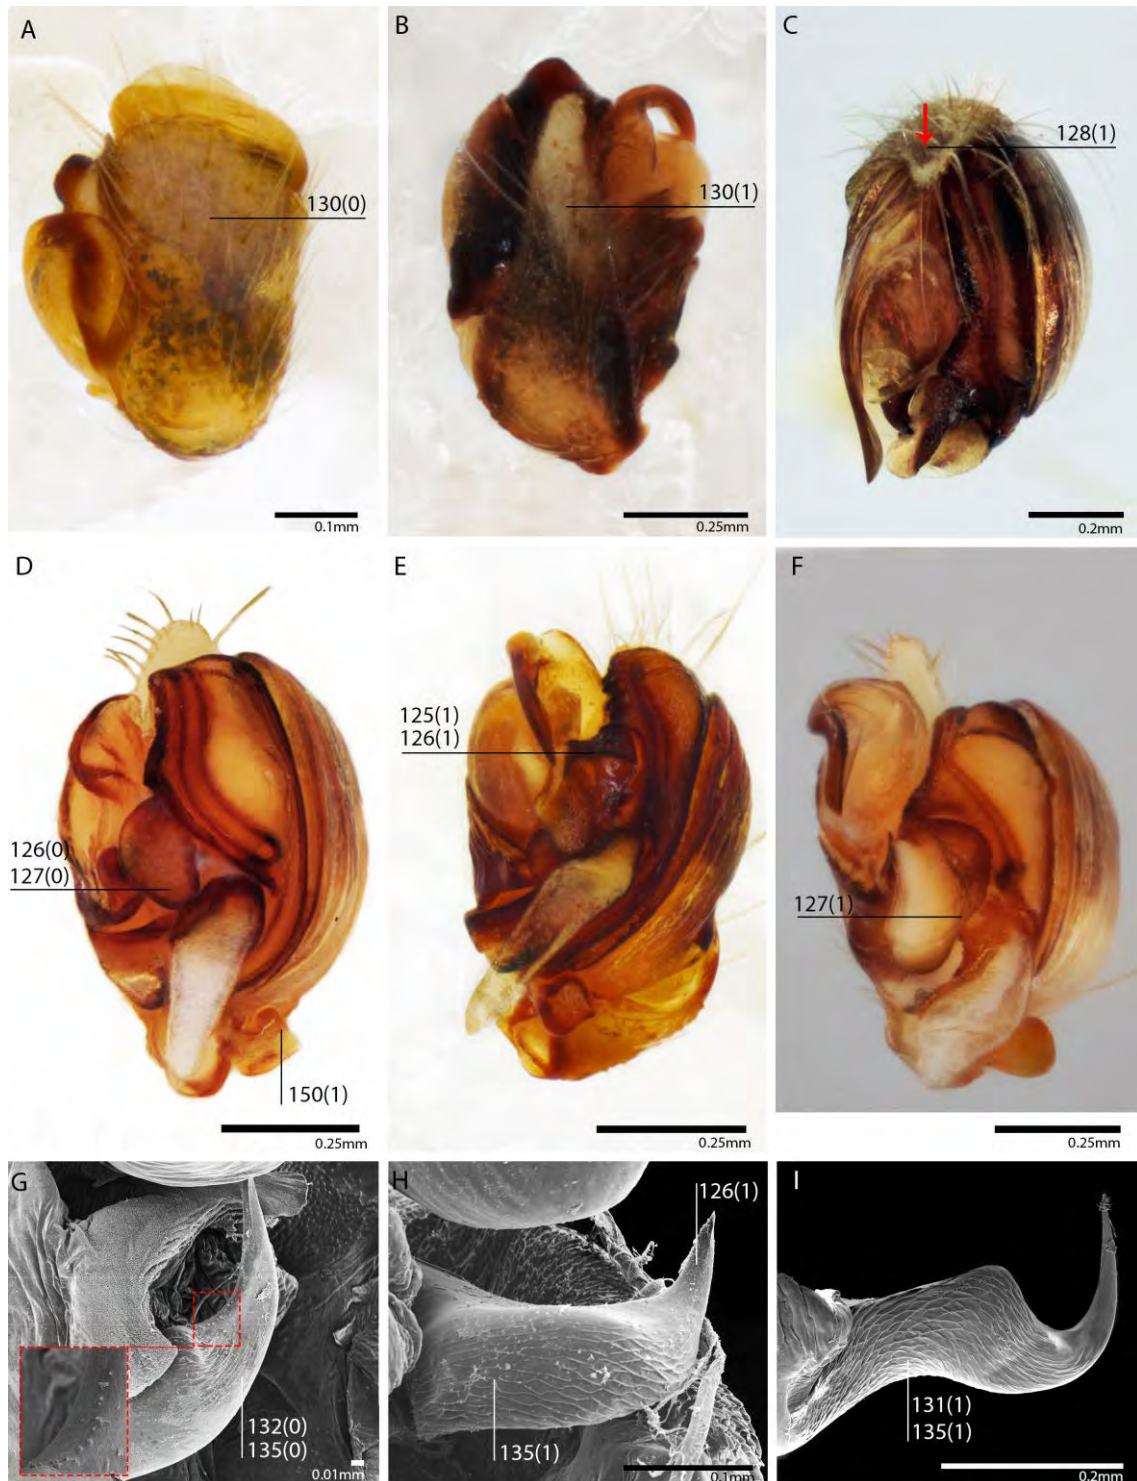 A
130(0)
0.1mm
B
130(1)
0.25mm
C
128(1)
0.2mm
D
126(0)
127(0)
150(1)
0.25mm
E
125(1)
126(1)
0.25mm
F
127(1)
0.25mm
G
132(0)
135(0)
0.01mm
H
126(1)
135(1)
0.1mm
I
131(1)
135(1)
0.2mm